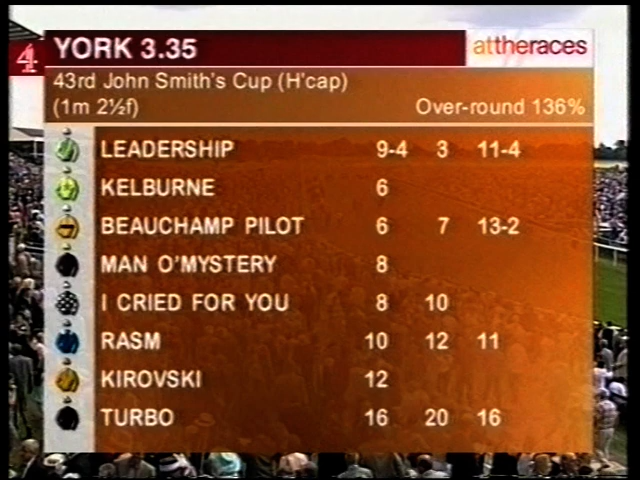 4
YORK 3.35
attheraces
43rd John Smith's Cup (H'cap)
(1m 2½f) Over-round 136%
LEADERSHIP 9-4 3 11-4
KELBURNE 6
BEAUCHAMP PILOT 6 7 13-2
MAN O'MYSTERY 8
I CRIED FOR YOU 8 10
RASM 10 12 11
KIROVSKI 12
TURBO 16 20 16